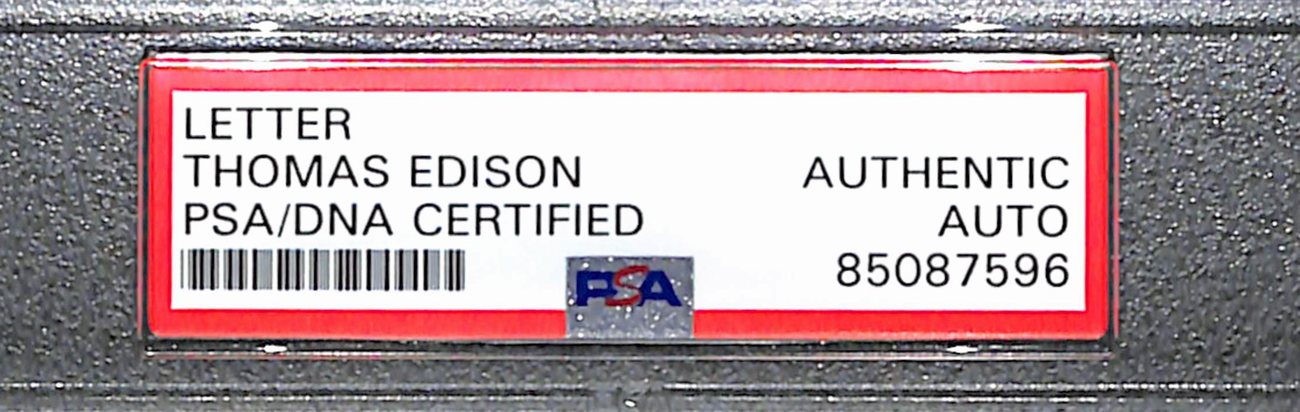 LETTER
THOMAS EDISON
PSA/DNA CERTIFIED
AUTHENTIC
AUTO
85087596
PSA